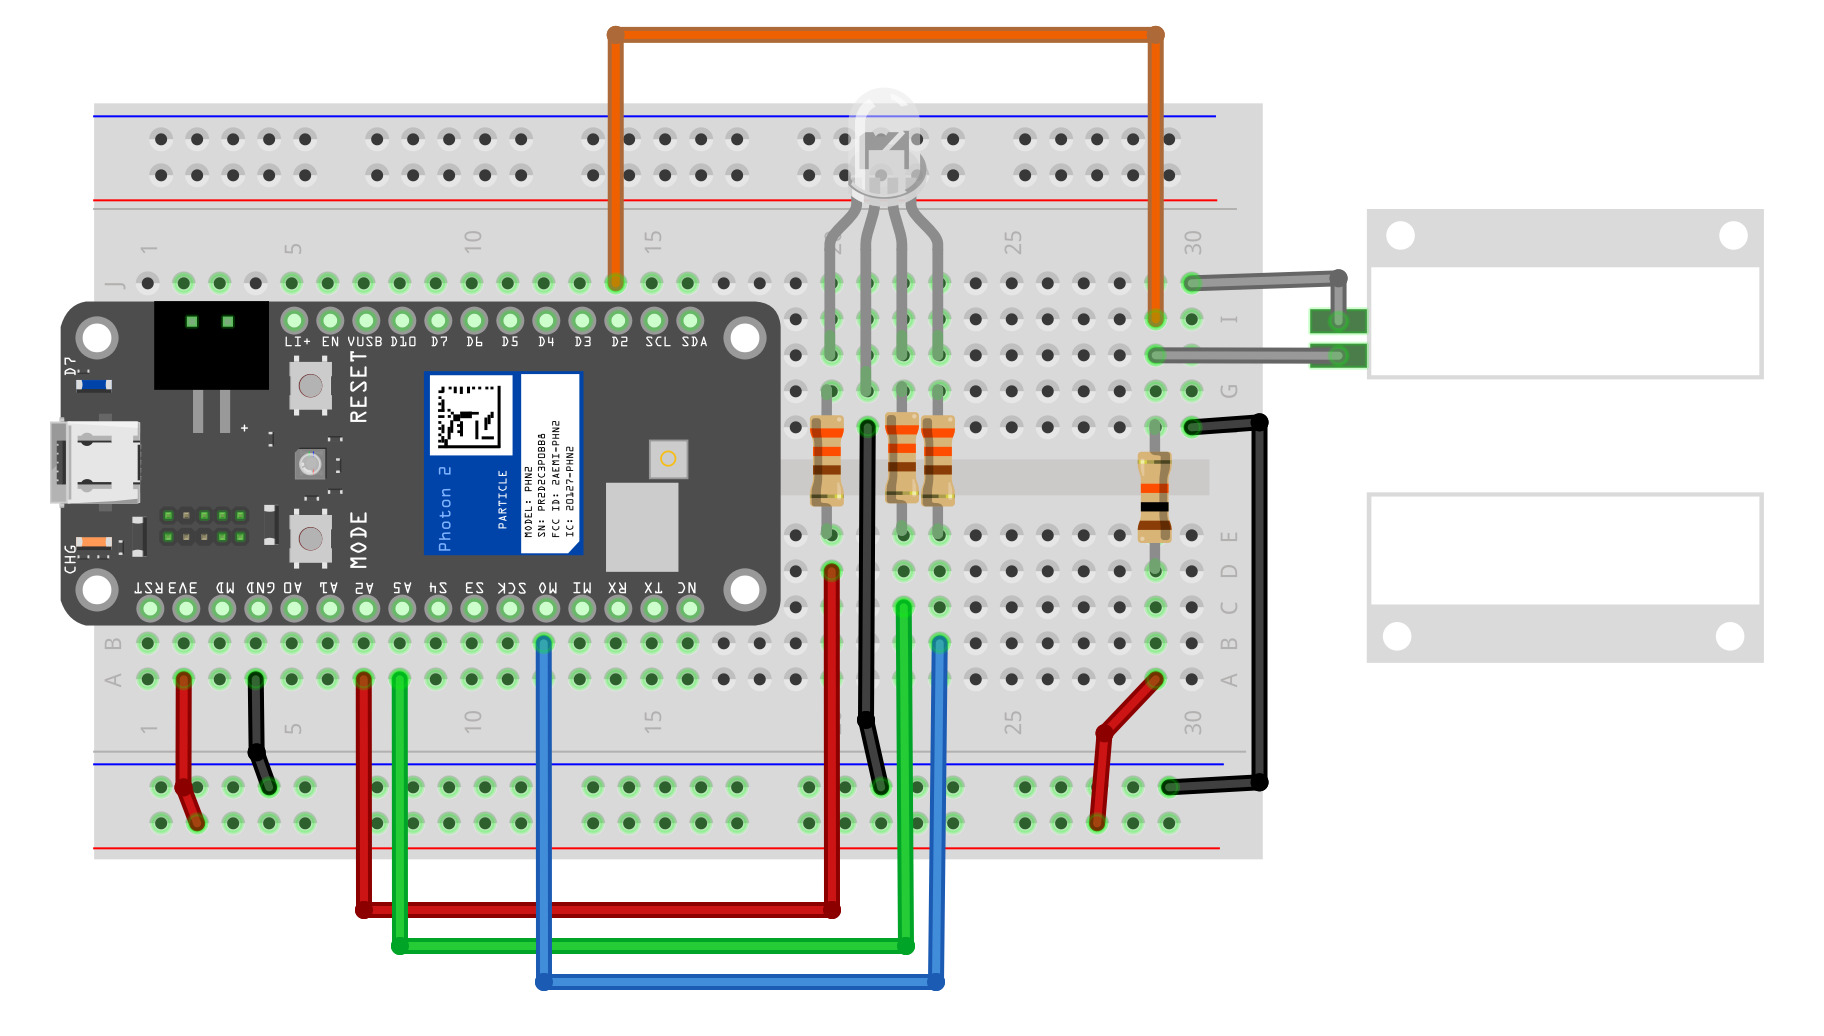 1 5 10 15 25 30
J
I
G
LI+ EN VUSB D10 D7 D6 D5 D4 D3 D2 SCL SDA
D7
RESET
+
Photon 2
PARTICLE
MODEL: PHN2
SN: PR2D2C3P0BB8
FCC ID: 2AEMI-PHN2
IC: 20127-PHN2
MODE
CHG
RST 3V3 MD GND A0 A1 A2 A5 S4 S3 SCK MO MI RX TX NC
E
D
C
B B
A A
1 5 10 15 25 30